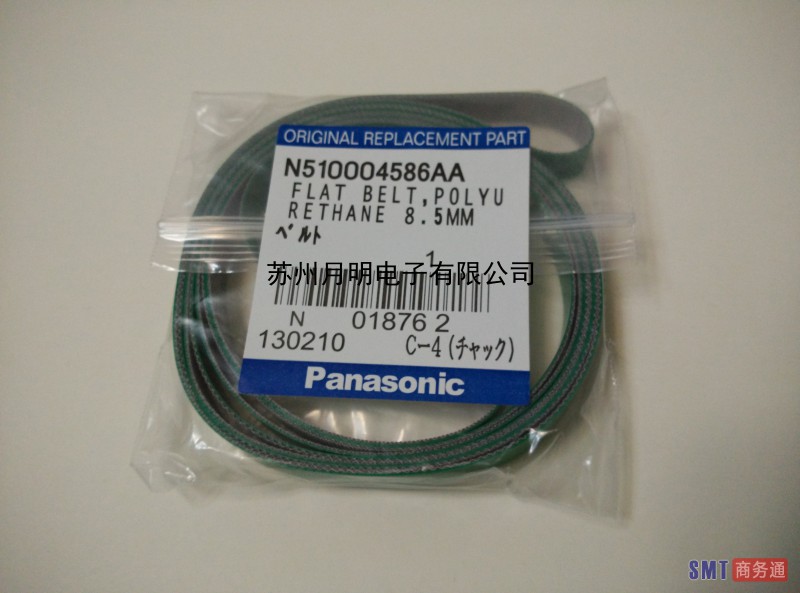 ORIGINAL REPLACEMENT PART
N510004586AA
FLAT BELT,POLYU
RETHANE 8.5MM
ベルト
1
苏州月明电子有限公司
N 01876 2
130210 C-4(チャック)
Panasonic
SMT 商务通